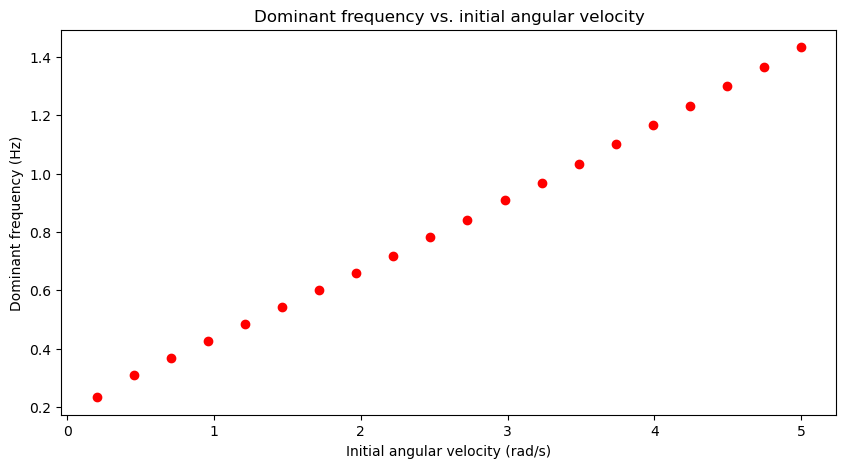 Dominant frequency vs. initial angular velocity
Dominant frequency (Hz)
1.4
1.2
1.0
0.8
0.6
0.4
0.2
0 1 2 3 4 5
Initial angular velocity (rad/s)